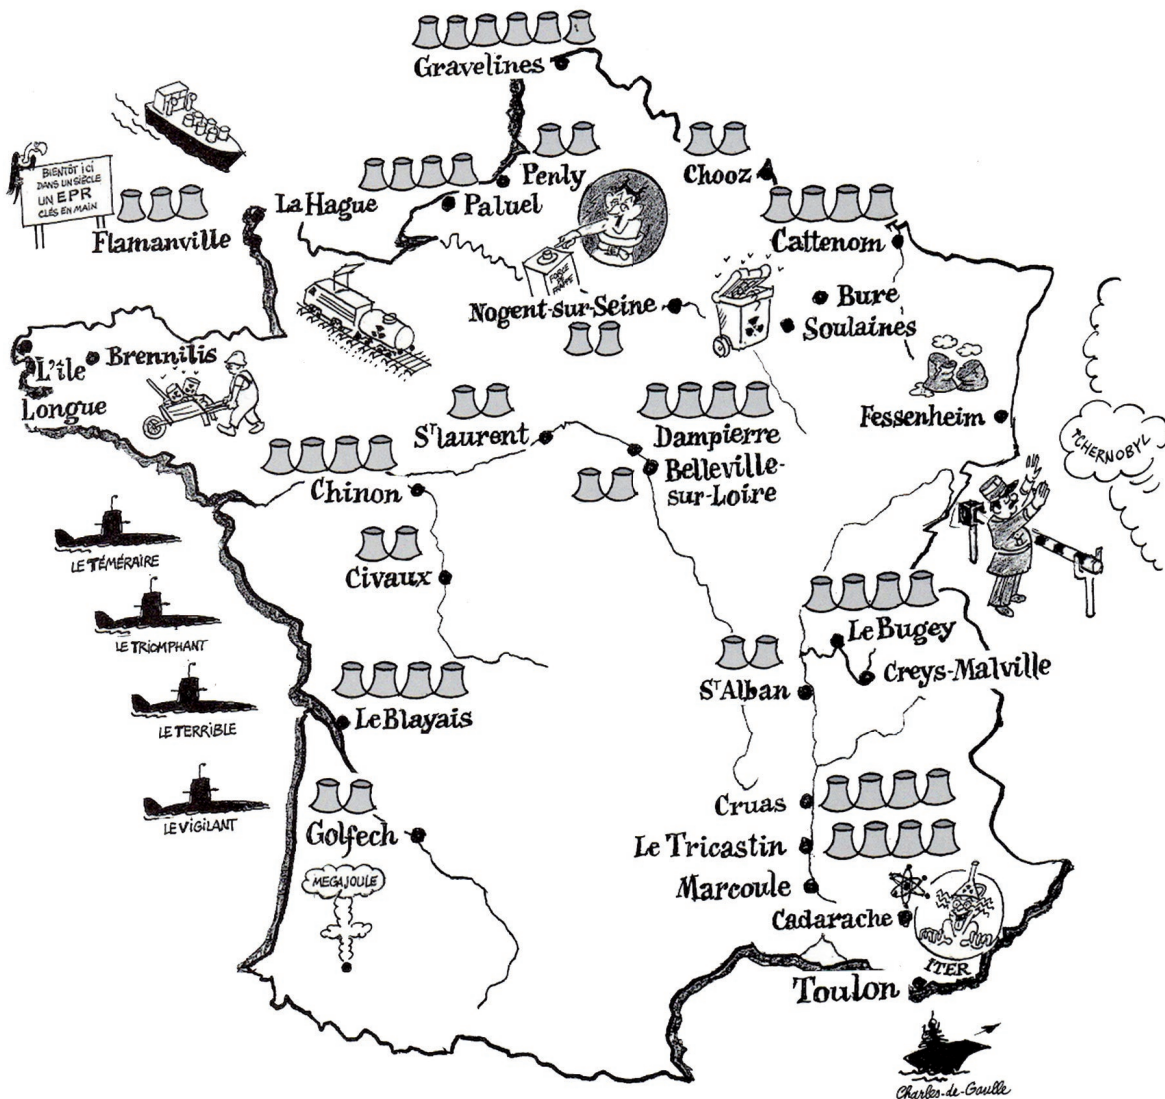 Gravelines
BIENTÔT ICI
DANS UN SIÈCLE
UN EPR
CLÉS EN MAIN
Penly
Chooz
La Hague
Paluel
Flamanville
Cattenom
FORCE
DE
FRAPPE
Nogent-sur-Seine
Bure
Soulaines
L'île
Longue
Brennilis
Fessenheim
TCHERNOBYL
ST laurent
Dampierre
Belleville-
sur-Loire
Chinon
Civaux
LE TÉMÉRAIRE
LE TRIOMPHANT
LE TERRIBLE
LE VIGILANT
Le Bugey
Creys-Malville
ST Alban
Le Blayais
Golfech
MEGAJOULE
Cruas
Le Tricastin
Marcoule
Cadarache
ITER
Toulon
Charles-de-Gaulle